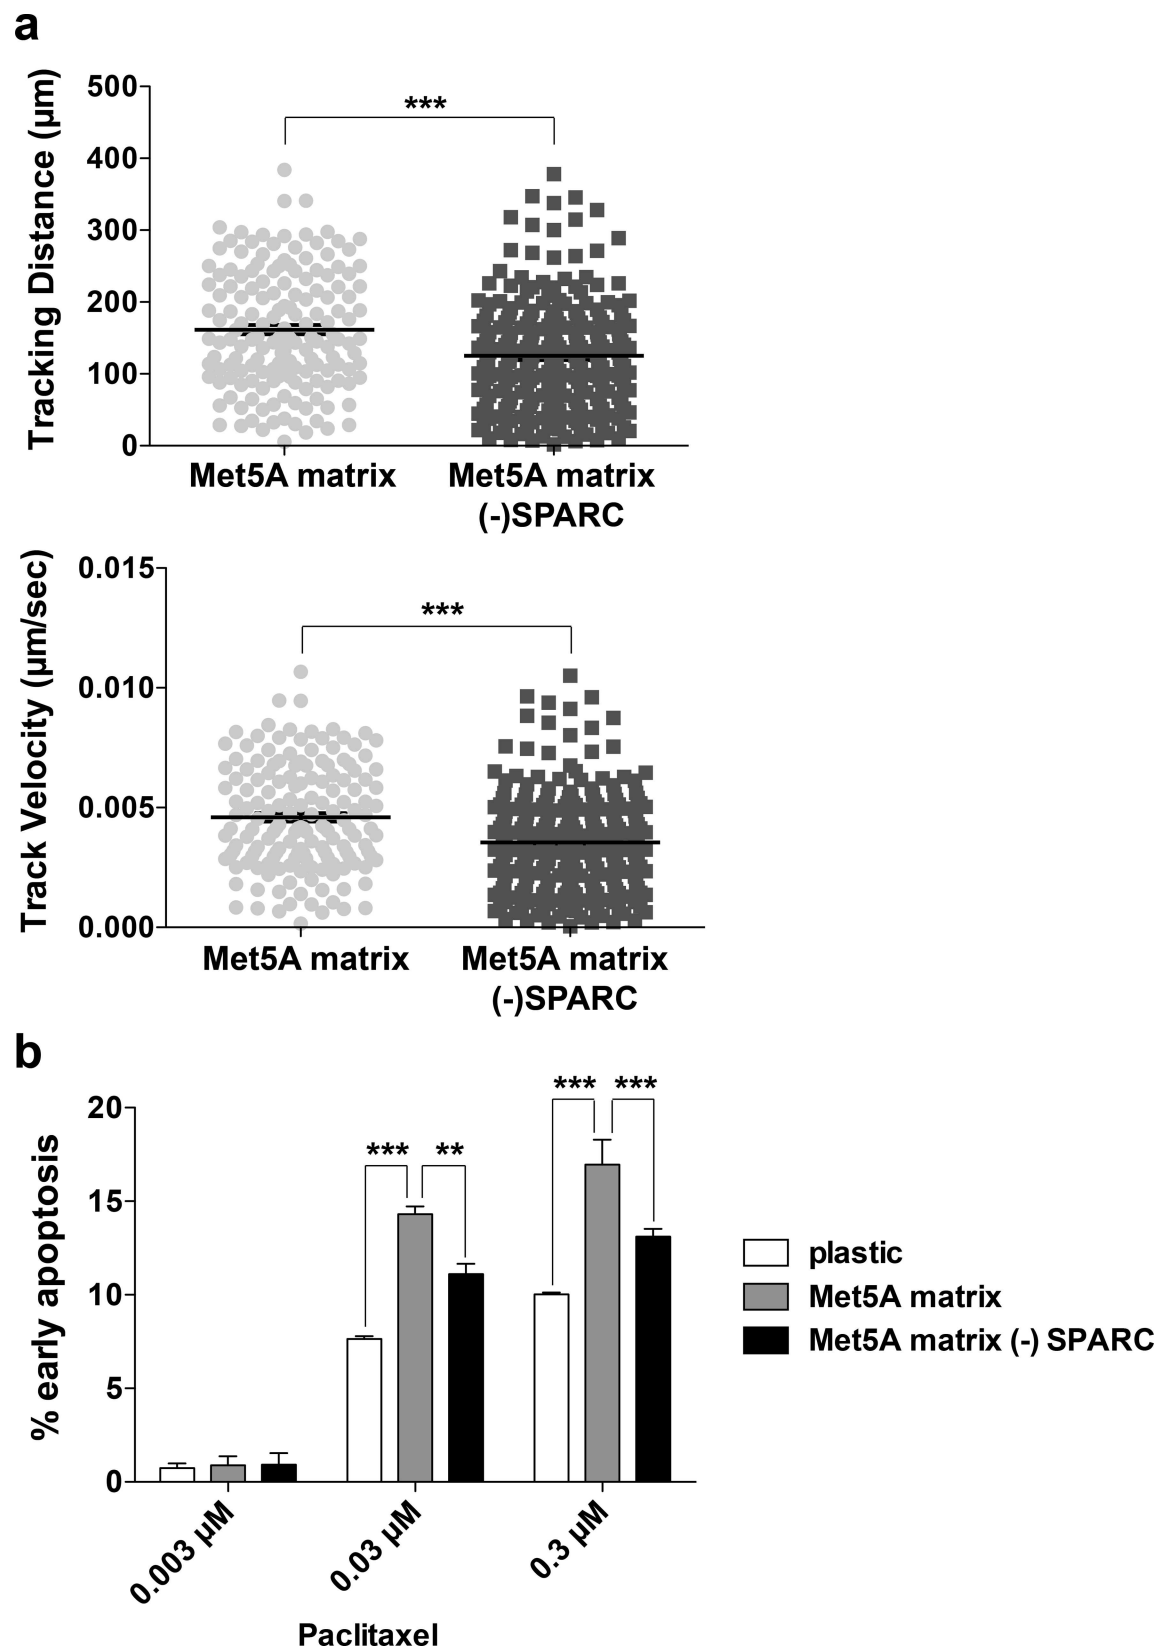 a
Tracking Distance (µm)
500
400
300
200
100
0
***
Met5A matrix
Met5A matrix
(-)SPARC
Track Velocity (µm/sec)
0.015
0.010
0.005
0.000
***
Met5A matrix
Met5A matrix
(-)SPARC
b
% early apoptosis
20
15
10
5
0
*** **
*** ***
0.003 µM
0.03 µM
0.3 µM
Paclitaxel
plastic
Met5A matrix
Met5A matrix (-) SPARC